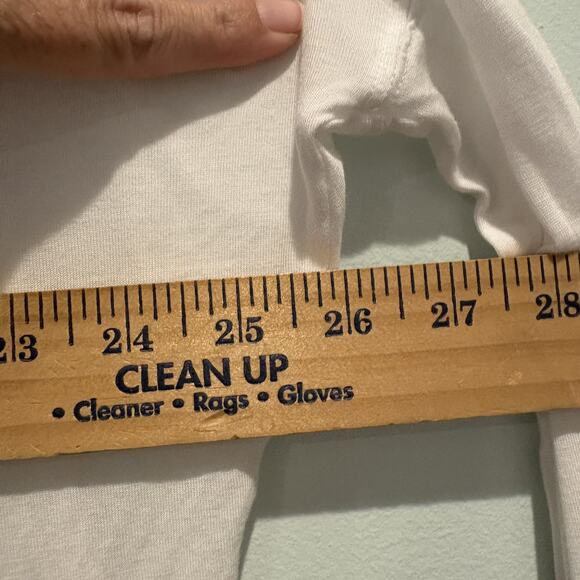 23 24 25 26 27 28
CLEAN UP
• Cleaner • Rags • Gloves